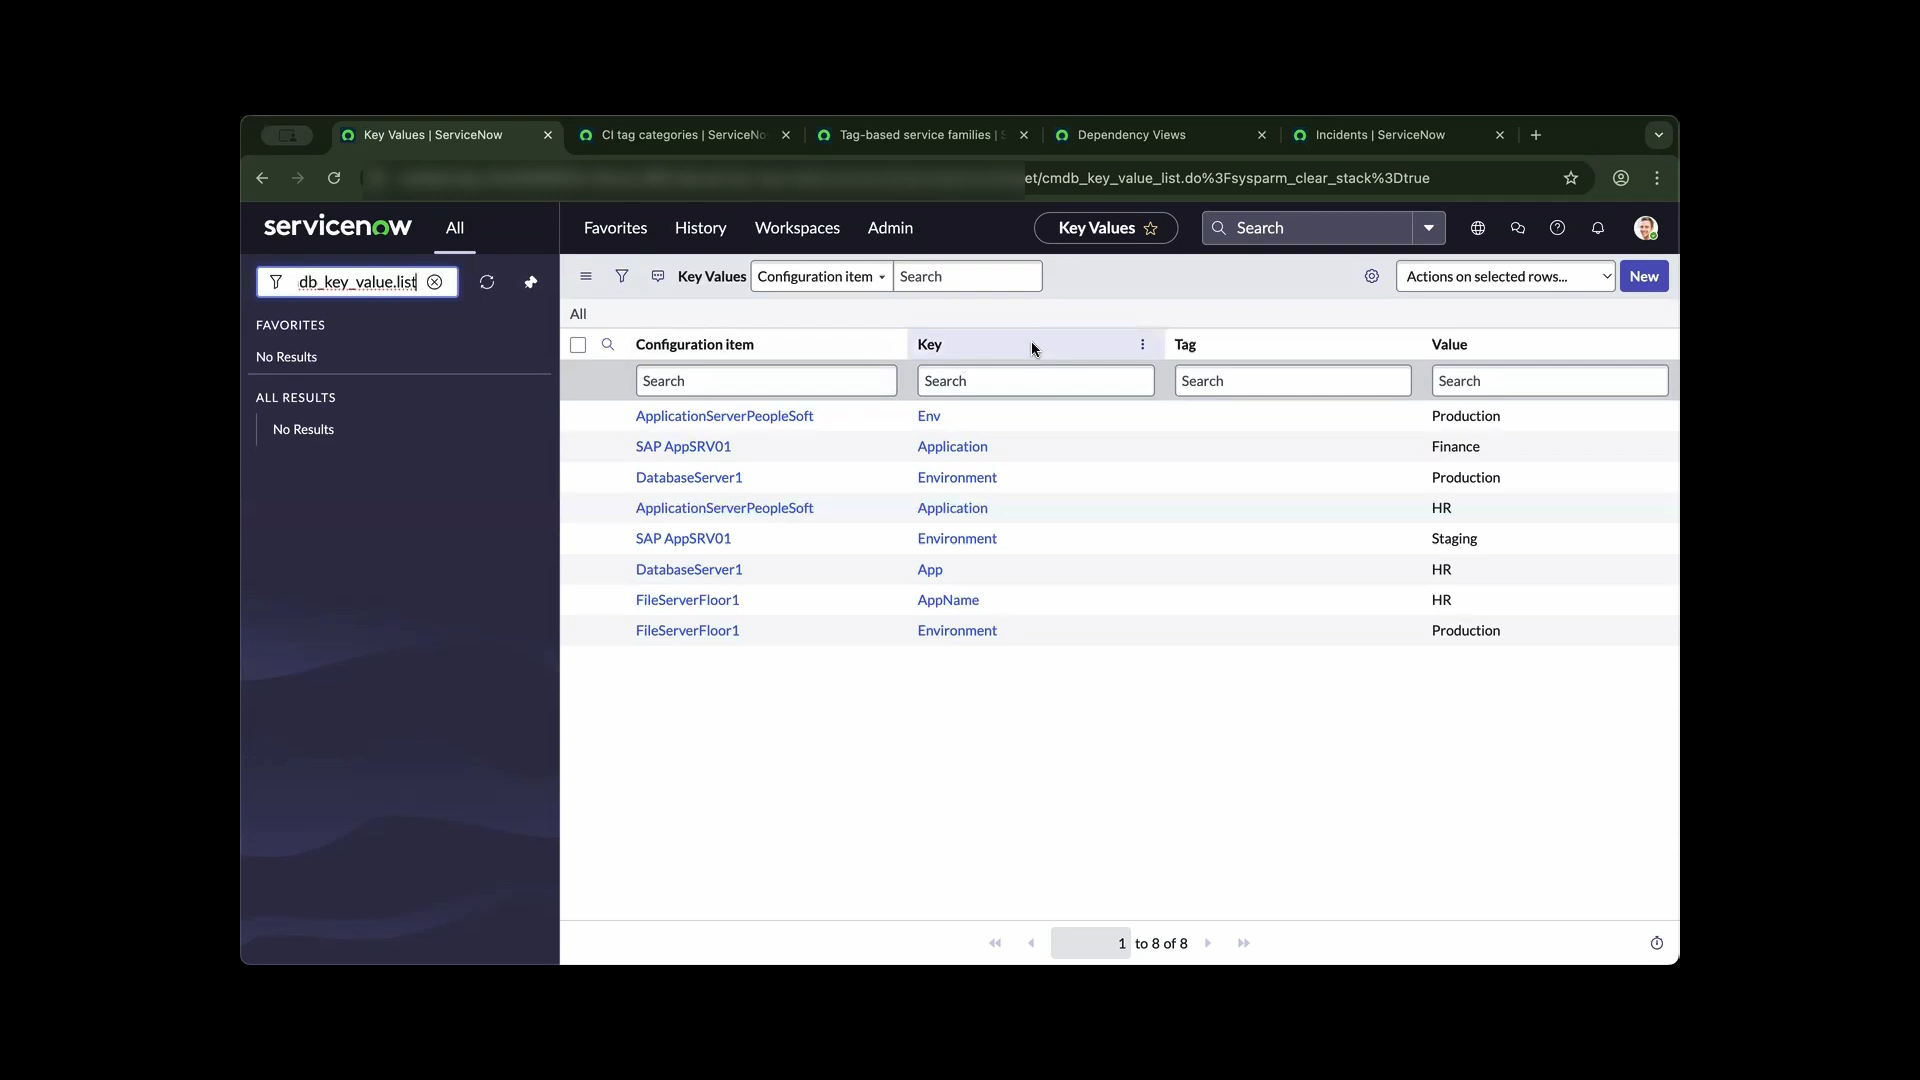 Key Values | ServiceNow
CI tag categories | ServiceNo
Tag-based service families |
Dependency Views
Incidents | ServiceNow
et/cmdb_key_value_list.do%3Fsysparm_clear_stack%3Dtrue
servicenow
All
Favorites
History
Workspaces
Admin
Key Values
Search
db_key_value.list
FAVORITES
No Results
ALL RESULTS
No Results
Key Values
Configuration item
Search
Actions on selected rows...
New
All
Configuration item Key Tag Value
Search Search Search Search
ApplicationServerPeopleSoft Env Production
SAP AppSRV01 Application Finance
DatabaseServer1 Environment Production
ApplicationServerPeopleSoft Application HR
SAP AppSRV01 Environment Staging
DatabaseServer1 App HR
FileServerFloor1 AppName HR
FileServerFloor1 Environment Production
1 to 8 of 8